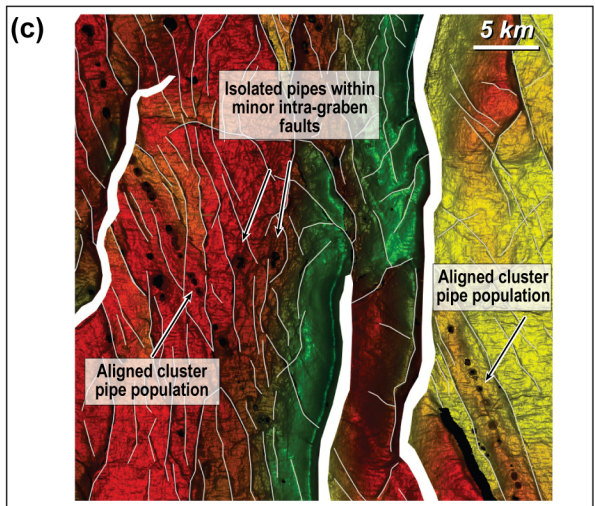 (c)
5 km
Isolated pipes within
minor intra-graben
faults
Aligned cluster
pipe population
Aligned cluster
pipe population